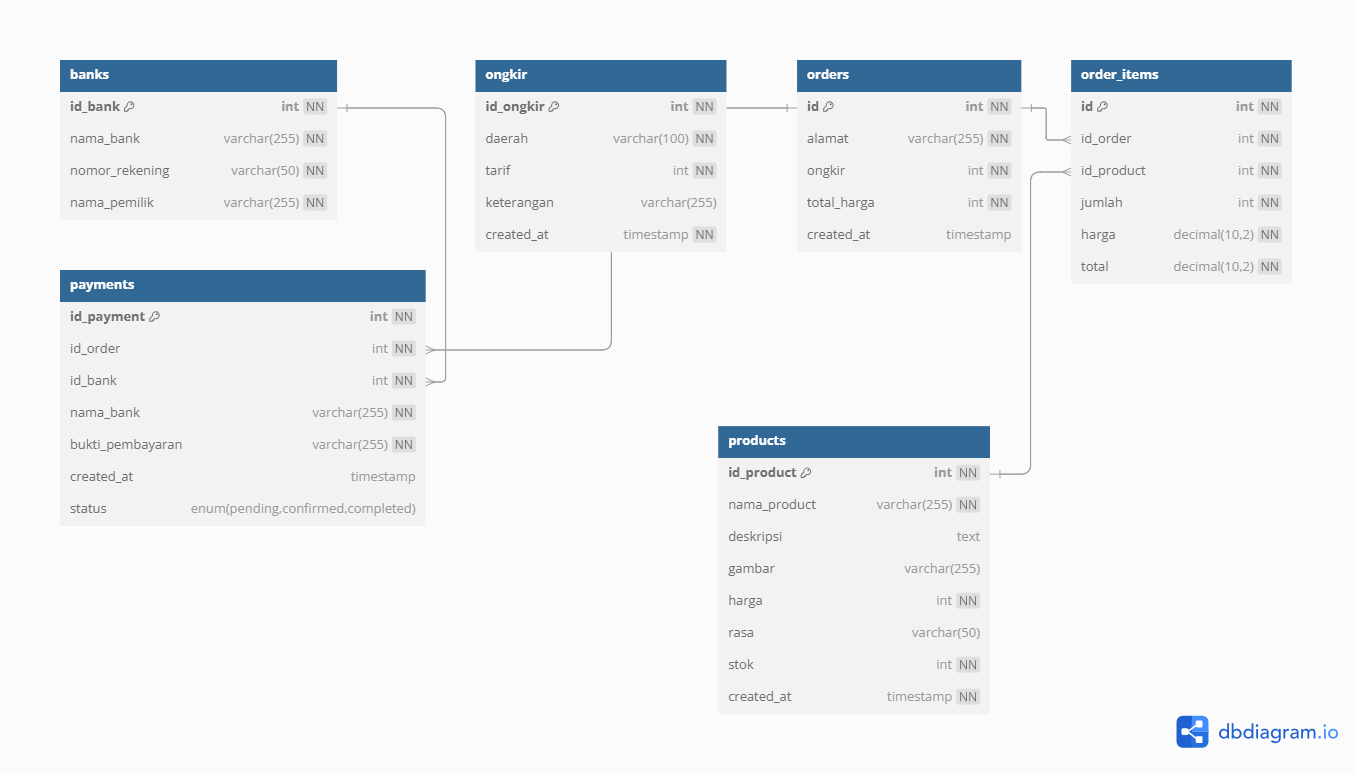 banks
id_bank int NN
nama_bank varchar(255) NN
nomor_rekening varchar(50) NN
nama_pemilik varchar(255) NN
ongkir
id_ongkir int NN
daerah varchar(100) NN
tarif int NN
keterangan varchar(255)
created_at timestamp NN
orders
id int NN
alamat varchar(255) NN
ongkir int NN
total_harga int NN
created_at timestamp
order_items
id int NN
id_order int NN
id_product int NN
jumlah int NN
harga decimal(10,2) NN
total decimal(10,2) NN
payments
id_payment int NN
id_order int NN
id_bank int NN
nama_bank varchar(255) NN
bukti_pembayaran varchar(255) NN
created_at timestamp
status enum(pending,confirmed,completed)
products
id_product int NN
nama_product varchar(255) NN
deskripsi text
gambar varchar(255)
harga int NN
rasa varchar(50)
stok int NN
created_at timestamp NN
dbdiagram.io